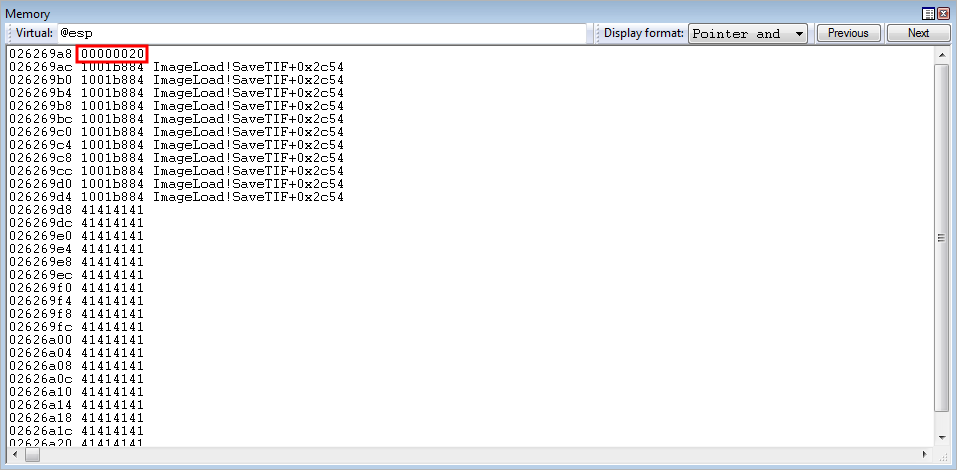 Memory
Virtual: @esp Display format: Pointer and Previous Next
026269a8 00000020
026269ac 1001b884 ImageLoad!SaveTIF+0x2c54
026269b0 1001b884 ImageLoad!SaveTIF+0x2c54
026269b4 1001b884 ImageLoad!SaveTIF+0x2c54
026269b8 1001b884 ImageLoad!SaveTIF+0x2c54
026269bc 1001b884 ImageLoad!SaveTIF+0x2c54
026269c0 1001b884 ImageLoad!SaveTIF+0x2c54
026269c4 1001b884 ImageLoad!SaveTIF+0x2c54
026269c8 1001b884 ImageLoad!SaveTIF+0x2c54
026269cc 1001b884 ImageLoad!SaveTIF+0x2c54
026269d0 1001b884 ImageLoad!SaveTIF+0x2c54
026269d4 1001b884 ImageLoad!SaveTIF+0x2c54
026269d8 41414141
026269dc 41414141
026269e0 41414141
026269e4 41414141
026269e8 41414141
026269ec 41414141
026269f0 41414141
026269f4 41414141
026269f8 41414141
026269fc 41414141
02626a00 41414141
02626a04 41414141
02626a08 41414141
02626a0c 41414141
02626a10 41414141
02626a14 41414141
02626a18 41414141
02626a1c 41414141
02626a20 41414141